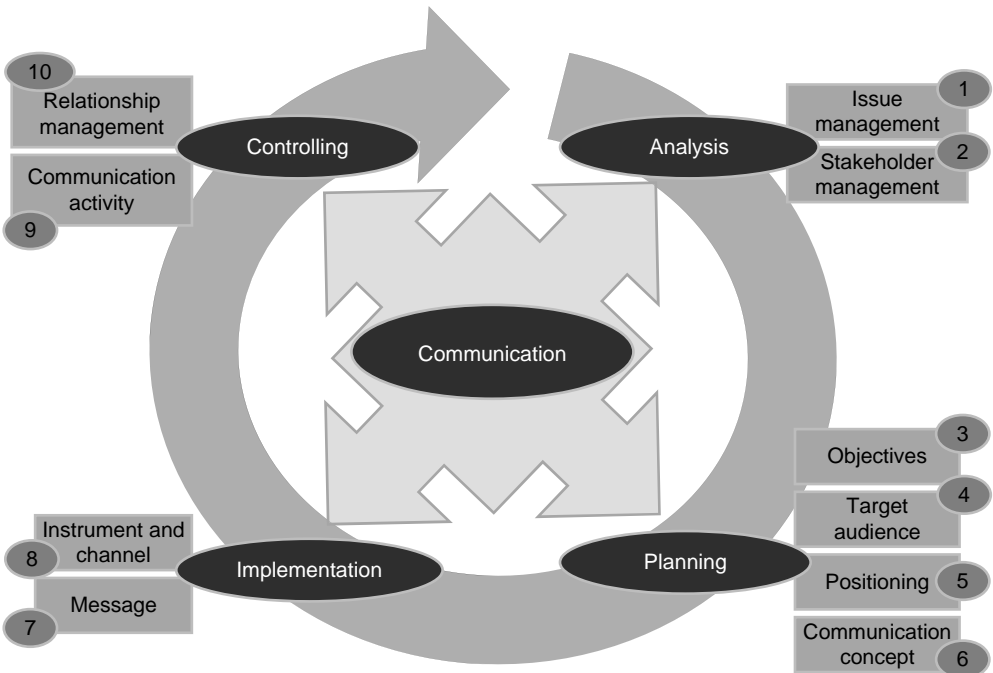 10
Relationship
management
Controlling
Communication
activity
9
1
Issue
management
Analysis
2
Stakeholder
management
Communication
3
Objectives
4
Target
audience
Planning
Positioning 5
Communication
concept 6
Instrument and
channel
8
Implementation
Message
7